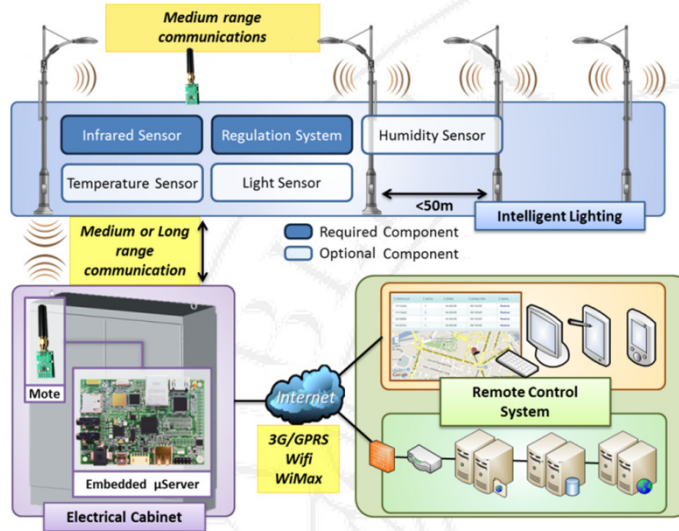 Medium range
communications
Infrared Sensor
Regulation System
Humidity Sensor
Temperature Sensor
Light Sensor
<50m
Intelligent Lighting
Required Component
Optional Component
Medium or Long
range
communication
Mote
Embedded µServer
Electrical Cabinet
Internet
3G/GPRS
Wifi
WiMax
Remote Control
System